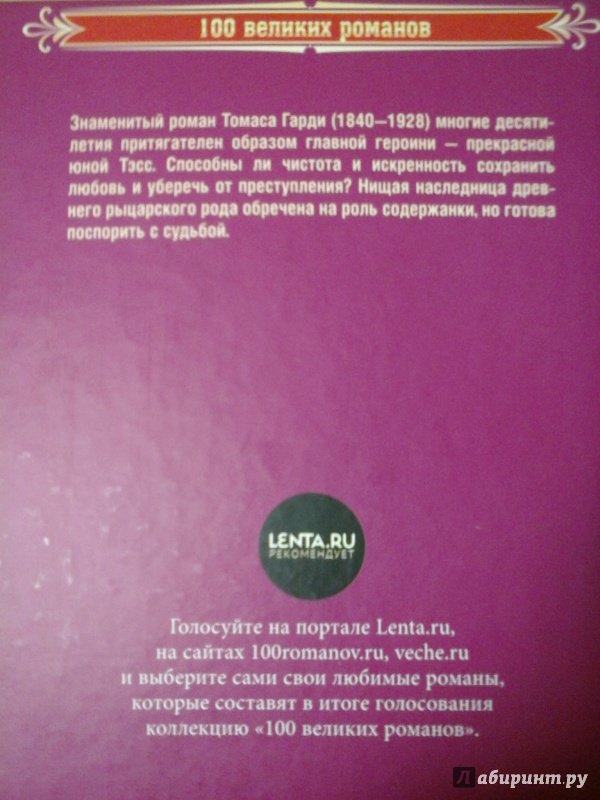 100 великих романов
Знаменитый роман Томаса Гарди (1840—1928) многие десяти-
летия притягателен образом главной героини — прекрасной
юной Тэсс. Способны ли чистота и искренность сохранить
любовь и уберечь от преступления? Нищая наследница древ-
него рыцарского рода обречена на роль содержанки, но готова
поспорить с судьбой.
LENTA.RU
РЕКОМЕНДУЕТ
Голосуйте на портале Lenta.ru,
на сайтах 100romanov.ru, veche.ru
и выберите сами свои любимые романы,
которые составят в итоге голосования
коллекцию «100 великих романов».
Лабиринт.ру